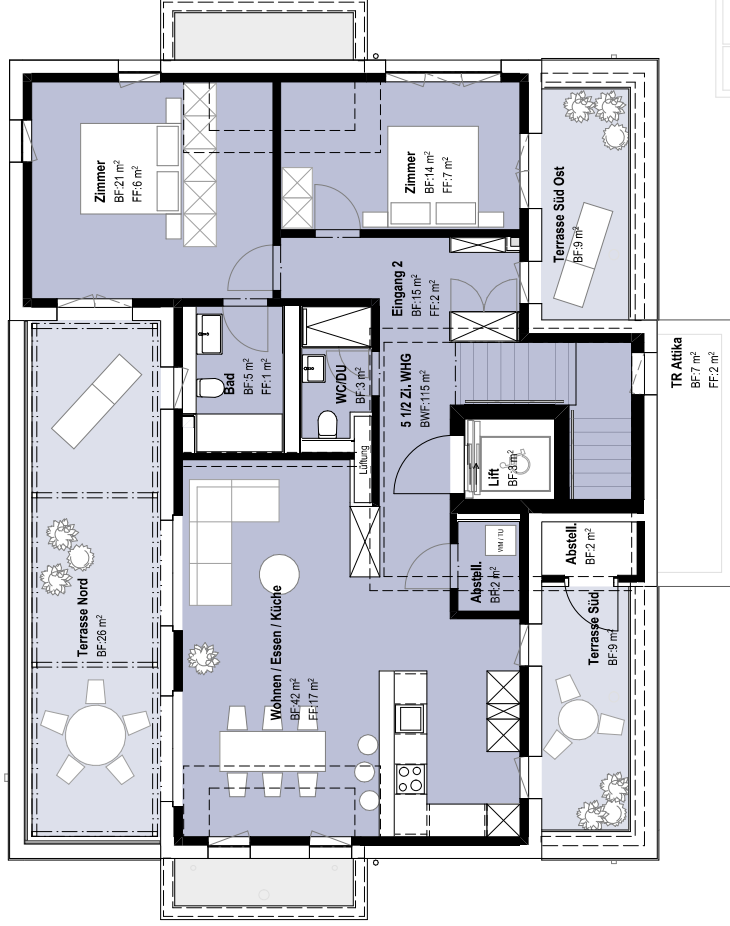 Zimmer
BF:21 m²
FF:6 m²
Zimmer
BF:14 m²
FF:7 m²
Terrasse Süd Ost
BF:9 m²
Eingang 2
BF:15 m²
FF:2 m²
Bad
BF:5 m²
FF:1 m²
WC/DU
BF:3 m²
5 1/2 ZI. WHG
BWF:115 m²
TR Attika
BF:7 m²
FF:2 m²
Lüftung
Lift
BF:3 m²
Abstell.
BF:2 m²
WM / TU
Abstell.
BF:2 m²
Terrasse Nord
BF:26 m²
Wohnen / Essen / Küche
BF:42 m²
FF:17 m²
Terrasse Süd
BF:9 m²